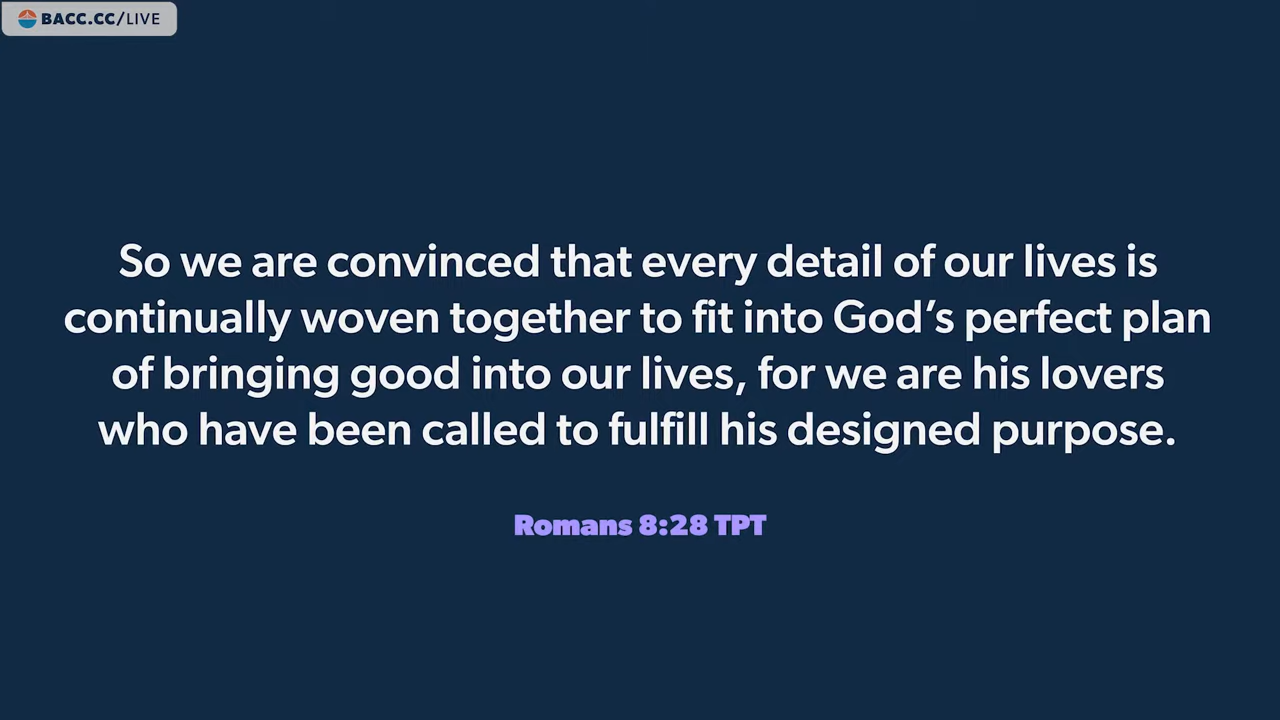 BACC.CC/LIVE
So we are convinced that every detail of our lives is
continually woven together to fit into God’s perfect plan
of bringing good into our lives, for we are his lovers
who have been called to fulfill his designed purpose.
Romans 8:28 TPT